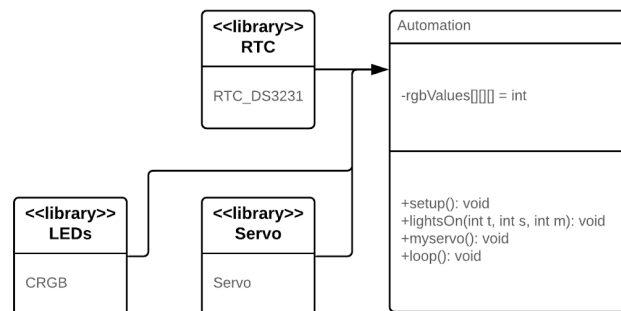 <<library>>
RTC
RTC_DS3231
Automation
-rgbValues[][][] = int
+setup(): void
+lightsOn(int t, int s, int m): void
+myservo(): void
+loop(): void
<<library>>
LEDs
CRGB
<<library>>
Servo
Servo